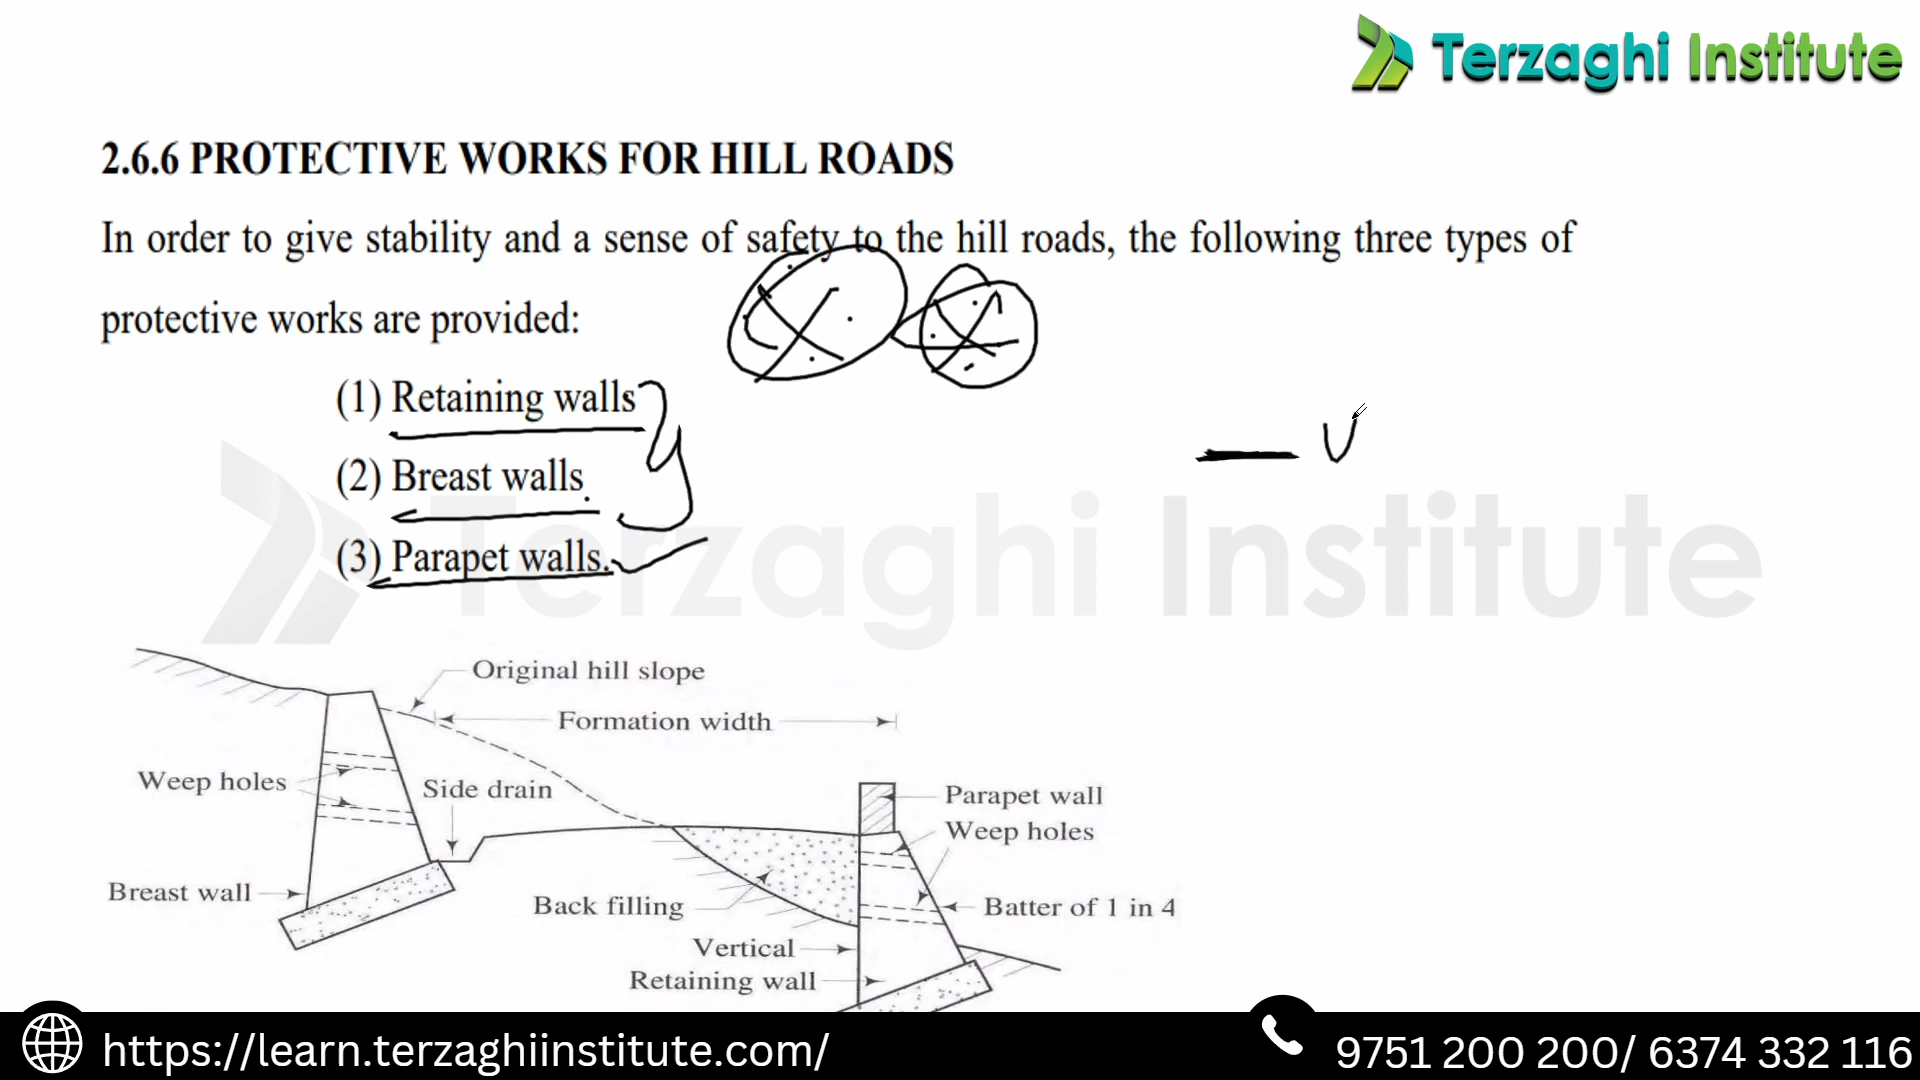 Terzaghi Institute
2.6.6 PROTECTIVE WORKS FOR HILL ROADS
In order to give stability and a sense of safety to the hill roads, the following three types of
protective works are provided:
(1) Retaining walls
(2) Breast walls
(3) Parapet walls.
Terzaghi Institute
Original hill slope
Formation width
Weep holes
Side drain
Parapet wall
Weep holes
Breast wall
Back filling
Batter of 1 in 4
Vertical
Retaining wall
https://learn.terzaghiinstitute.com/
9751 200 200/ 6374 332 116